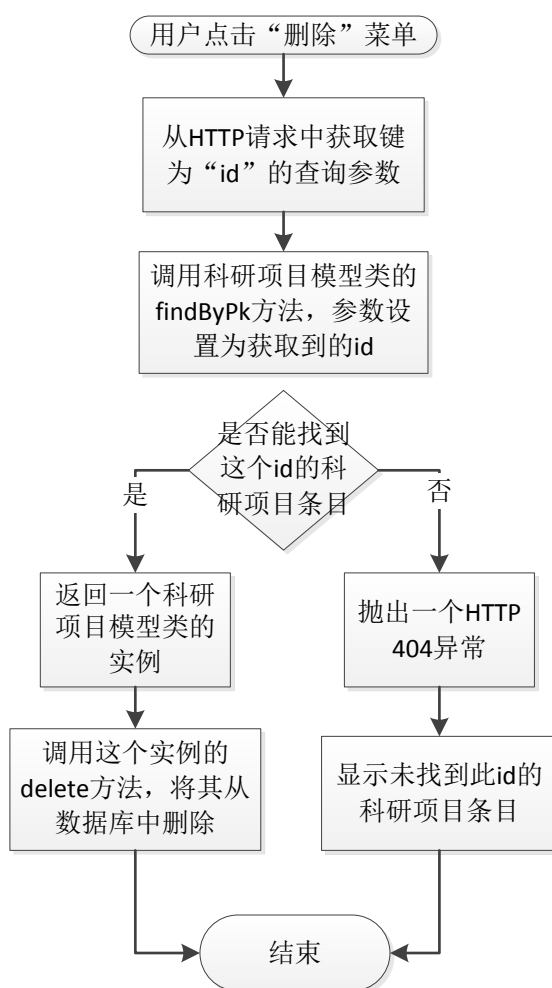 用户点击“删除”菜单
从HTTP请求中获取键
为“id”的查询参数
调用科研项目模型类的
findByPk方法，参数设
置为获取到的id
是否能找到
这个id的科
研项目条目
是
否
返回一个科研
项目模型类的
实例
抛出一个HTTP
404异常
调用这个实例的
delete方法，将其从
数据库中删除
显示未找到此id的
科研项目条目
结束